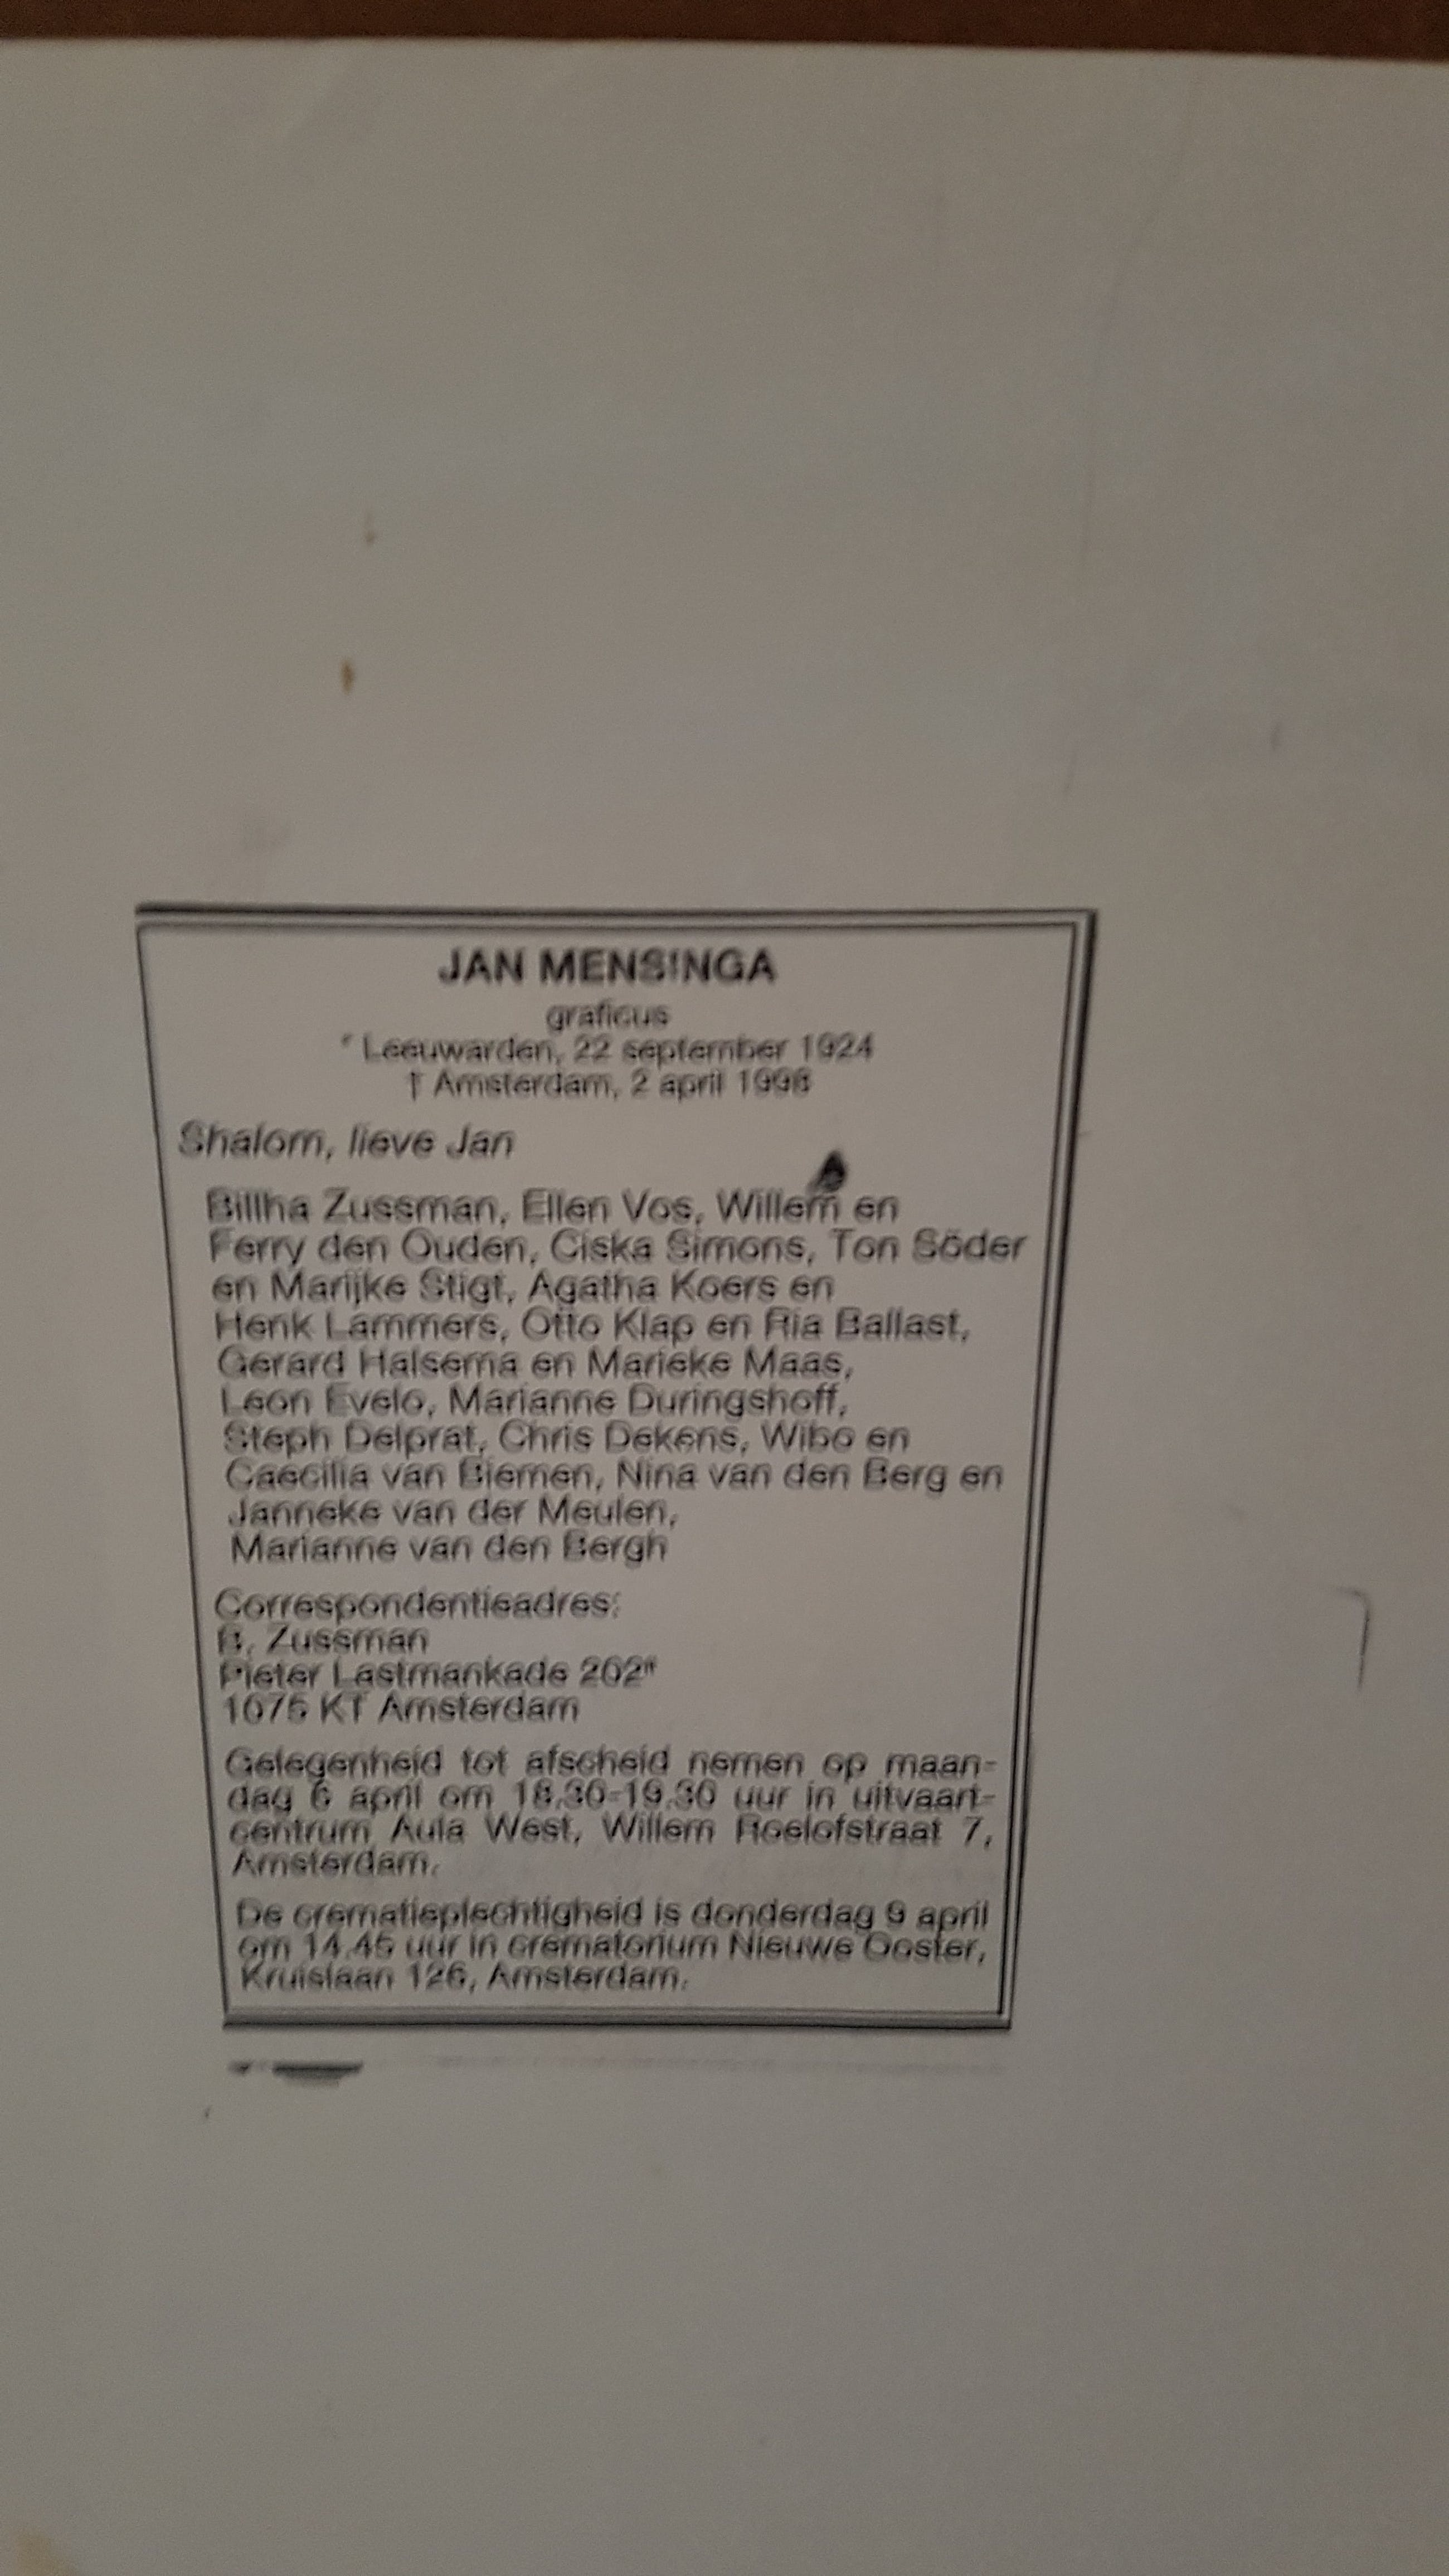 JAN MENSINGA
graficus
* Leeuwarden, 22 september 1924
† Amsterdam, 2 april 1998
Shalom, lieve Jan
Billha Zussman, Ellen Vos, Willem en
Ferry den Ouden, Ciska Simons, Ton Söder
en Marijke Stigt, Agatha Koers en
Henk Lammers, Otto Klap en Ria Ballast,
Gerard Halsema en Marieke Maas,
Leon Evelo, Marianne Duringshoff,
Steph Delprat, Chris Dekens, Wibo en
Caecilia van Biemen, Nina van den Berg en
Janneke van der Meulen,
Marianne van den Bergh
Correspondentieadres:
B. Zussman
Pieter Lastmankade 202
1075 KT Amsterdam
Gelegenheid tot afscheid nemen op maan-
dag 6 april om 18.30-19.30 uur in uitvaart-
centrum Aula West, Willem Roelofstraat 7,
Amsterdam.
De crematieplechtigheid is donderdag 9 april
om 14.45 uur in crematorium Nieuwe Ooster,
Kruislaan 126, Amsterdam.